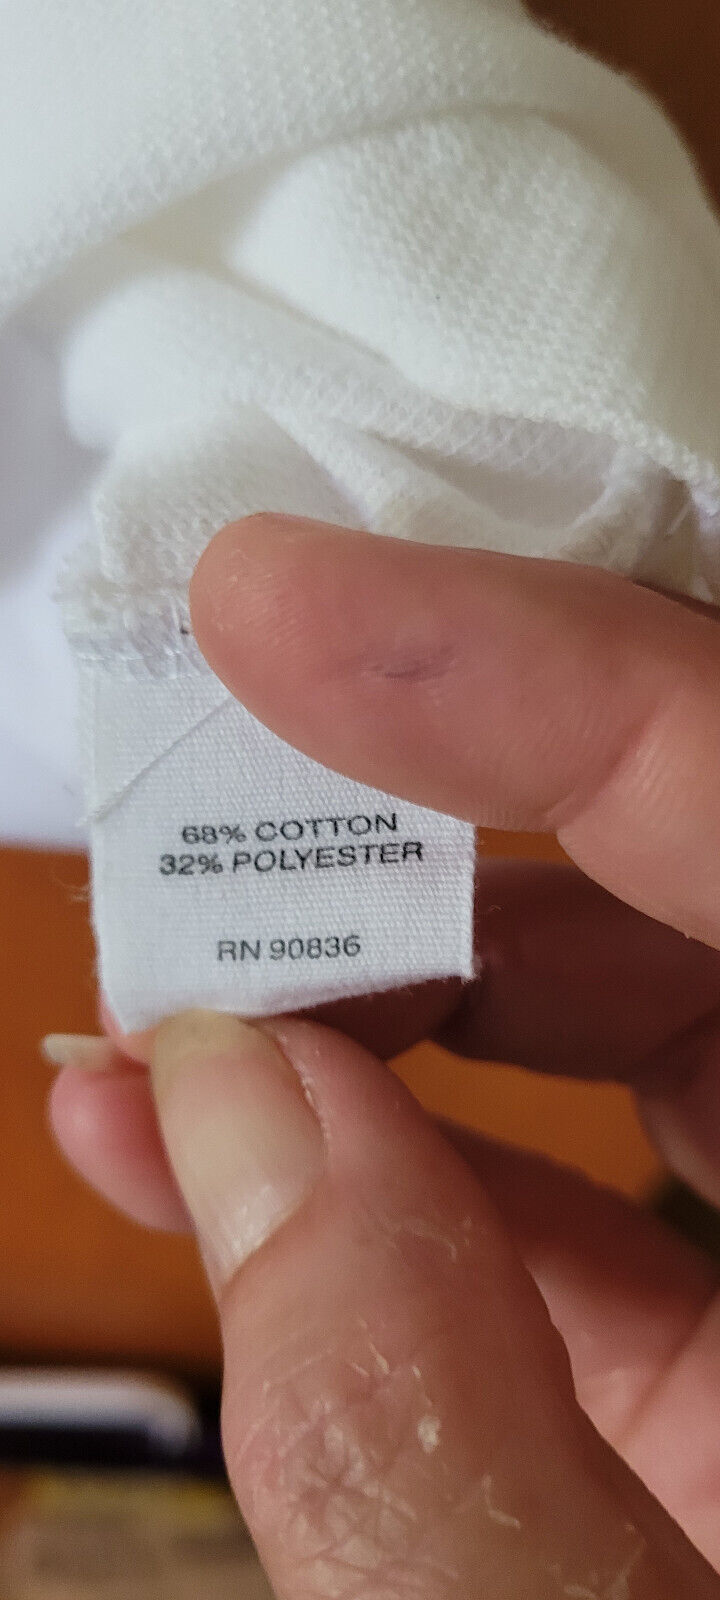 68% COTTON
32% POLYESTER
RN 90836